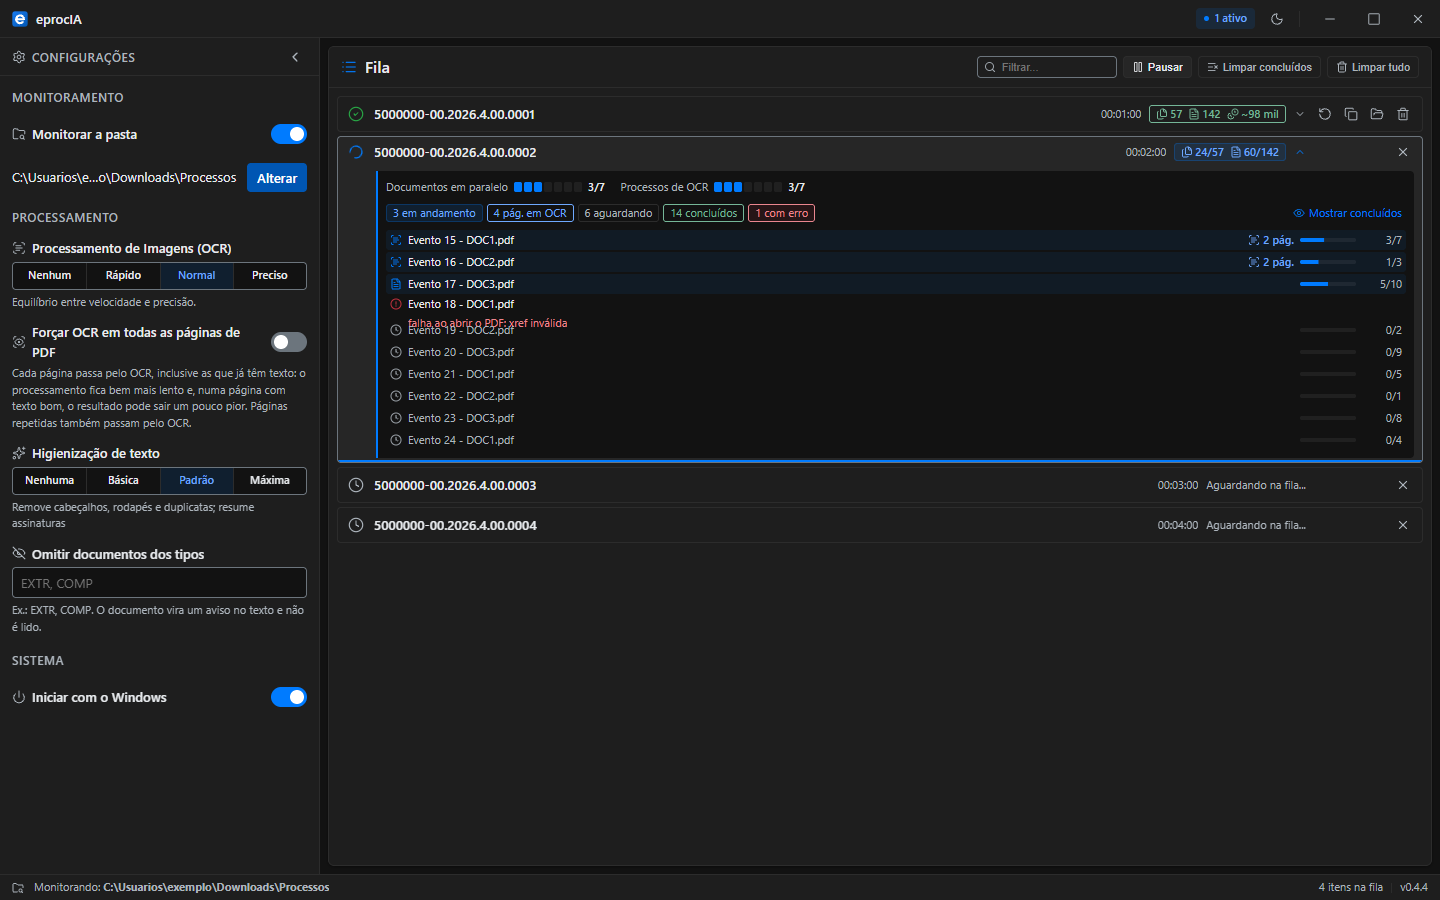 eprocIA
1 ativo
CONFIGURAÇÕES
MONITORAMENTO
Monitorar a pasta
C:\Usuarios\e...o\Downloads\Processos
Alterar
PROCESSAMENTO
Processamento de Imagens (OCR)
Nenhum Rápido Normal Preciso
Equilíbrio entre velocidade e precisão.
Forçar OCR em todas as páginas de
PDF
Cada página passa pelo OCR, inclusive as que já têm texto: o
processamento fica bem mais lento e, numa página com
texto bom, o resultado pode sair um pouco pior. Páginas
repetidas também passam pelo OCR.
Higienização de texto
Nenhuma Básica Padrão Máxima
Remove cabeçalhos, rodapés e duplicatas; resume
assinaturas
Omitir documentos dos tipos
EXTR, COMP
Ex.: EXTR, COMP. O documento vira um aviso no texto e não
é lido.
SISTEMA
Iniciar com o Windows
Fila
Filtrar...
Pausar
Limpar concluídos
Limpar tudo
5000000-00.2026.4.00.0001 00:01:00 57 142 ~98 mil
5000000-00.2026.4.00.0002 00:02:00 24/57 60/142
Documentos em paralelo 3/7 Processos de OCR 3/7
3 em andamento 4 pág. em OCR 6 aguardando 14 concluídos 1 com erro Mostrar concluídos
Evento 15 - DOC1.pdf 2 pág. 3/7
Evento 16 - DOC2.pdf 2 pág. 1/3
Evento 17 - DOC3.pdf 5/10
Evento 18 - DOC1.pdf
falha ao abrir o PDF: xref inválida
Evento 19 - DOC2.pdf 0/2
Evento 20 - DOC3.pdf 0/9
Evento 21 - DOC1.pdf 0/5
Evento 22 - DOC2.pdf 0/1
Evento 23 - DOC3.pdf 0/8
Evento 24 - DOC1.pdf 0/4
5000000-00.2026.4.00.0003 00:03:00 Aguardando na fila...
5000000-00.2026.4.00.0004 00:04:00 Aguardando na fila...
Monitorando: C:\Usuarios\exemplo\Downloads\Processos
4 itens na fila v0.4.4